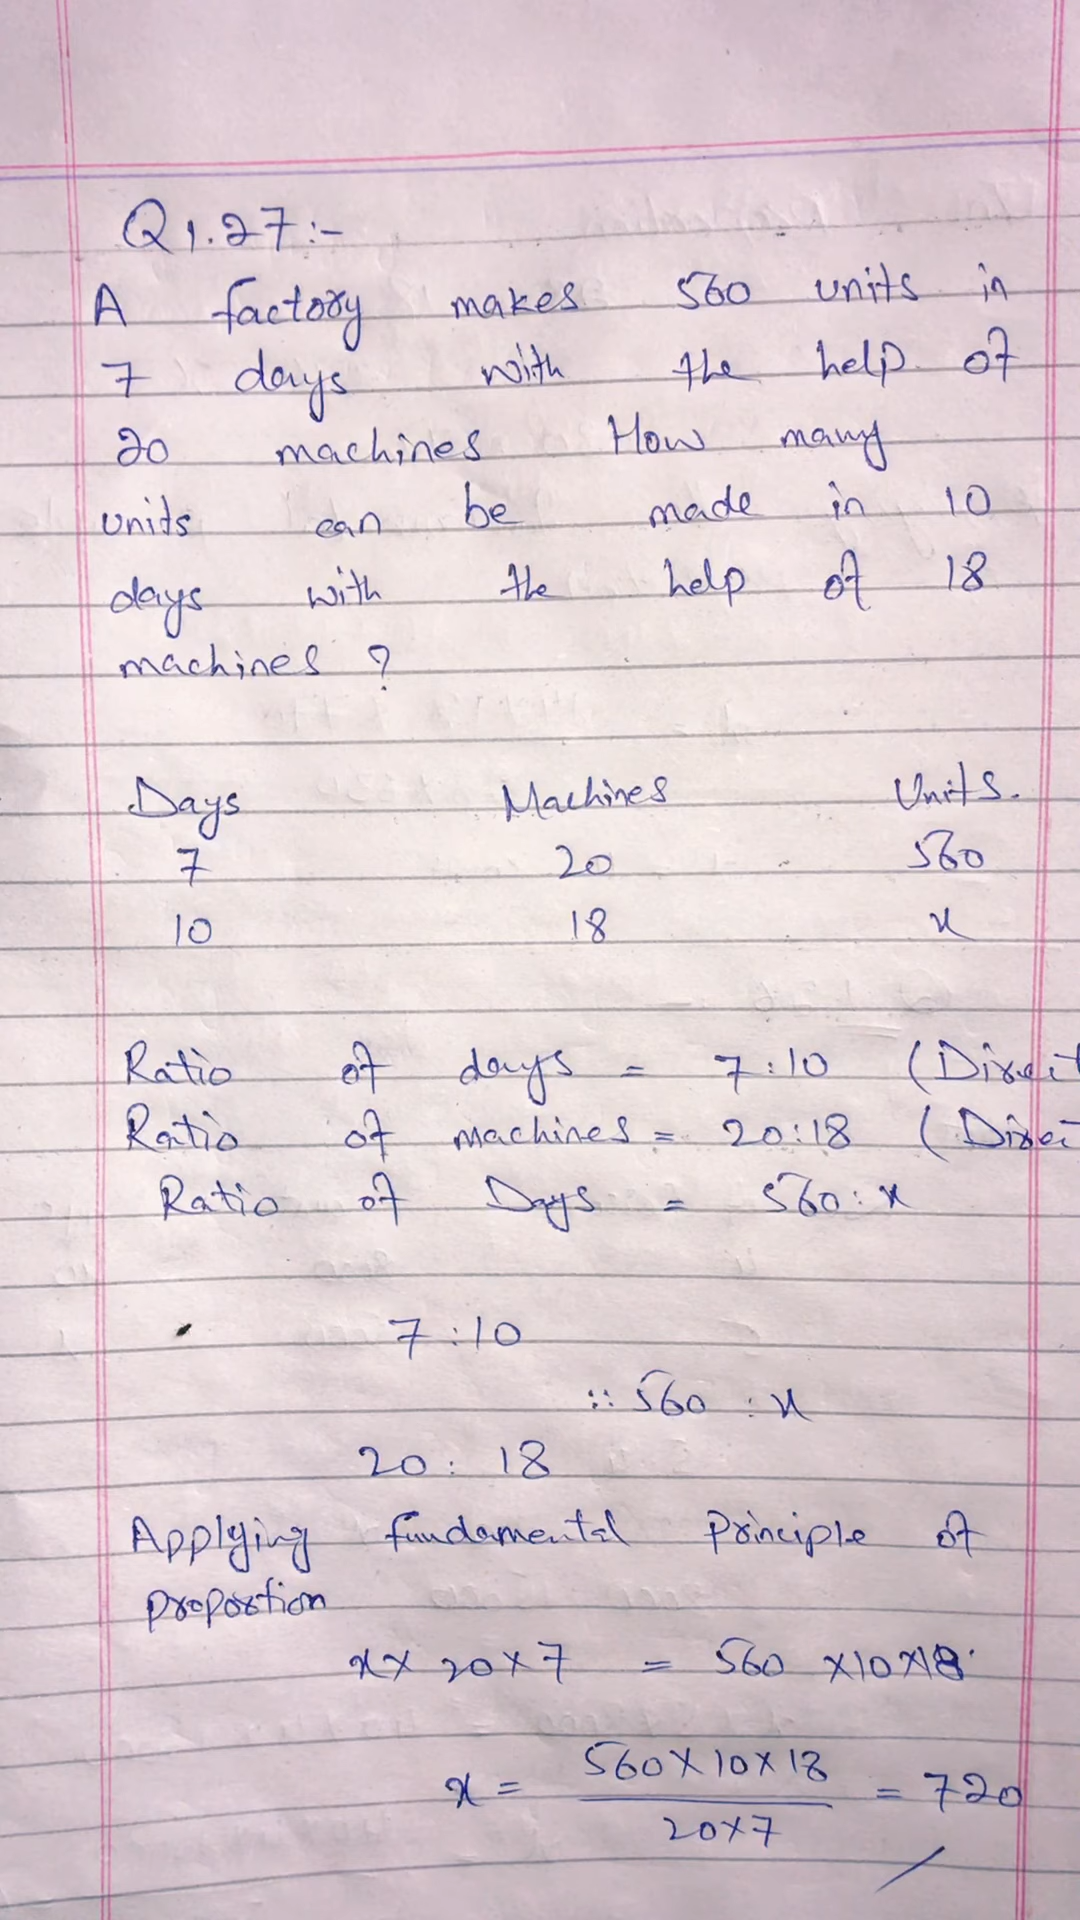 Q1.27:-
A factory makes 560 units in
7 days with the help of
20 machines How many
units can be made in 10
days with the help of 18
machines ?
Days Machines Units.
7 20 560
10 18 x
Ratio of days = 7:10 (Direct
Ratio of machines = 20:18 (Direc
Ratio of Days = 560:x
7:10
:: 560 : x
20: 18
Applying fundamental Principle of
proportion
x× 20×7 = 560 ×10×18
x = 560×10×18 / 20×7 = 720